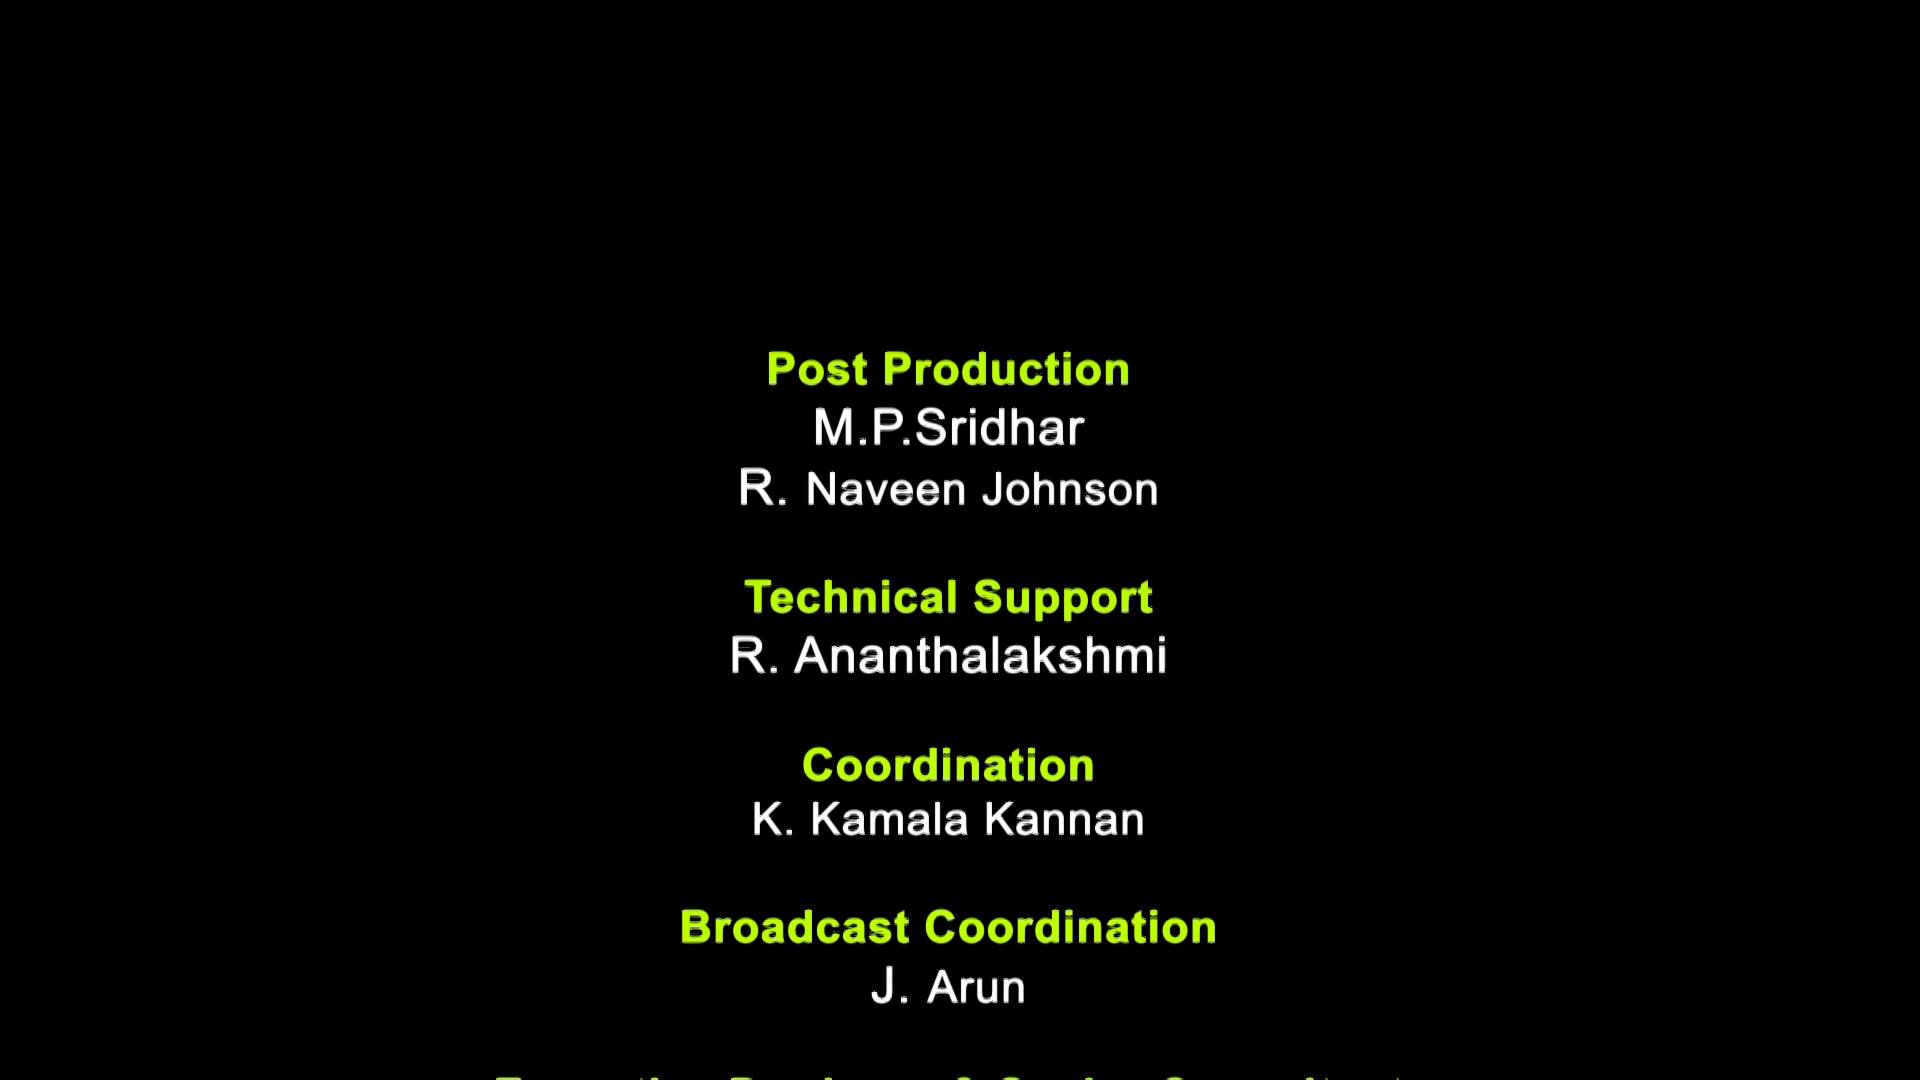 Post Production
M.P.Sridhar
R. Naveen Johnson
Technical Support
R. Ananthalakshmi
Coordination
K. Kamala Kannan
Broadcast Coordination
J. Arun